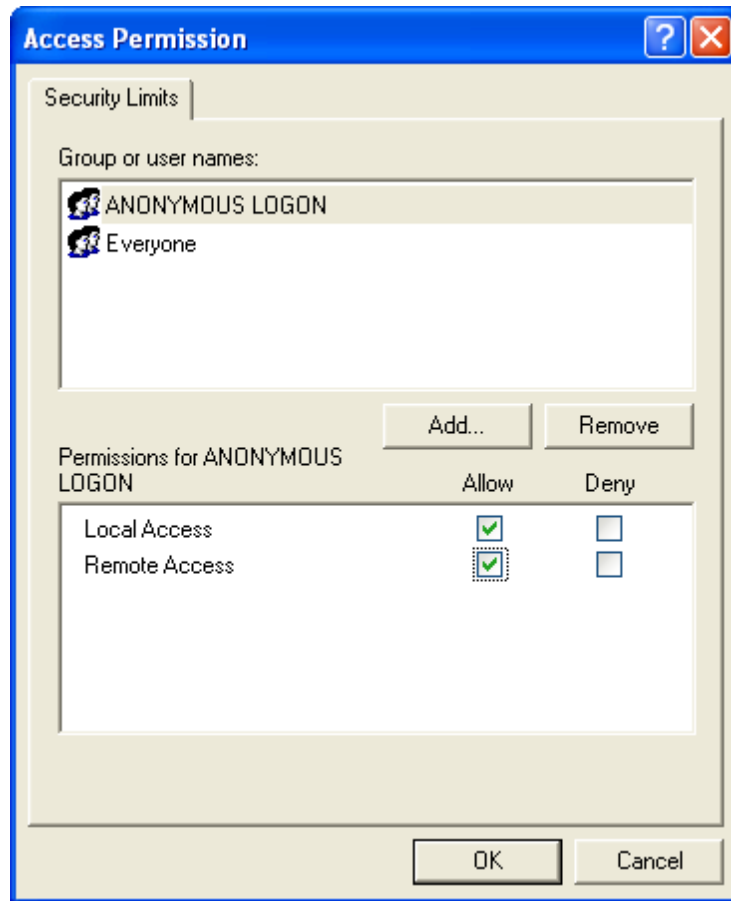 Access Permission
Security Limits
Group or user names:
ANONYMOUS LOGON
Everyone
Add... Remove
Permissions for ANONYMOUS
LOGON Allow Deny
Local Access
Remote Access
OK Cancel